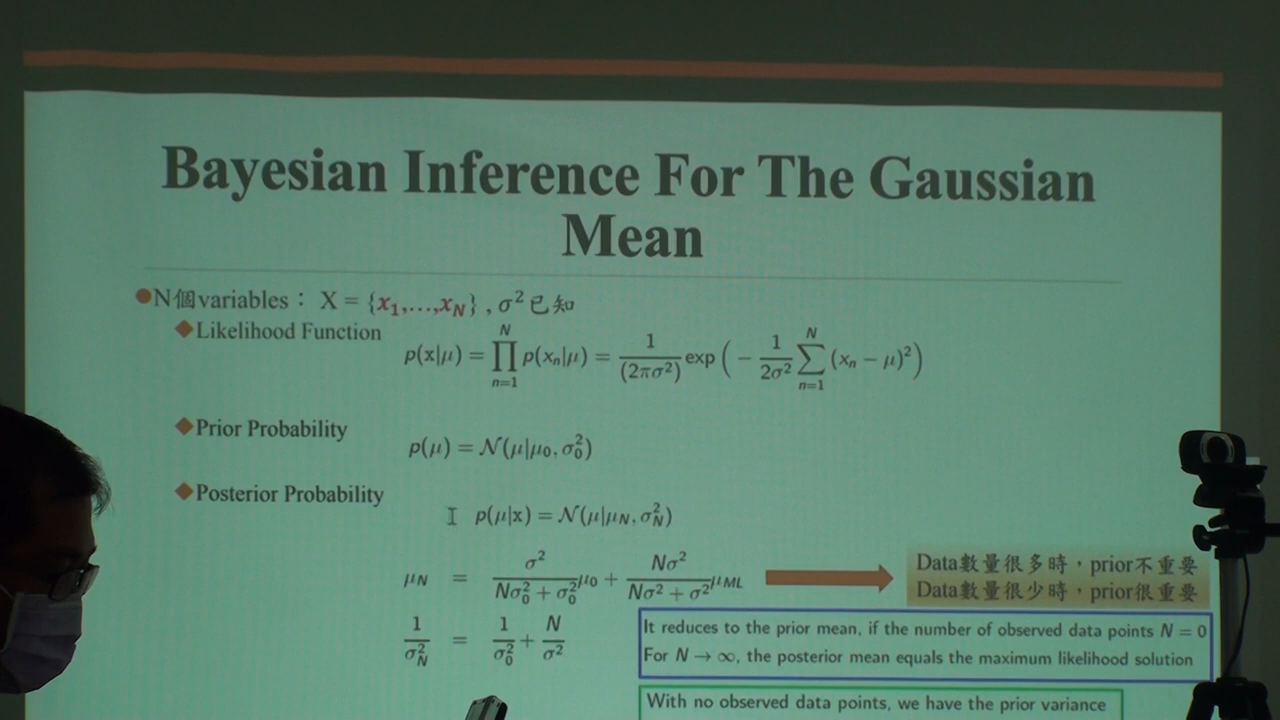 Bayesian Inference For The Gaussian
Mean
●N個variables： X = {x₁,...,x_N} , σ² 已知
◆Likelihood Function
p(x|μ) = ∏_{n=1}^{N} p(xₙ|μ) = 1/(2πσ²) exp ( − 1/(2σ²) ∑_{n=1}^{N} (xₙ − μ)² )
◆Prior Probability
p(μ) = 𝒩(μ|μ₀, σ₀²)
◆Posterior Probability
p(μ|x) = 𝒩(μ|μ_N, σ_N²)
μ_N = σ²/(Nσ₀² + σ₀²) μ₀ + Nσ²/(Nσ² + σ²) μ_ML
Data數量很多時，prior不重要
Data數量很少時，prior很重要
1/σ_N² = 1/σ₀² + N/σ²
It reduces to the prior mean, if the number of observed data points N = 0
For N → ∞, the posterior mean equals the maximum likelihood solution
With no observed data points, we have the prior variance